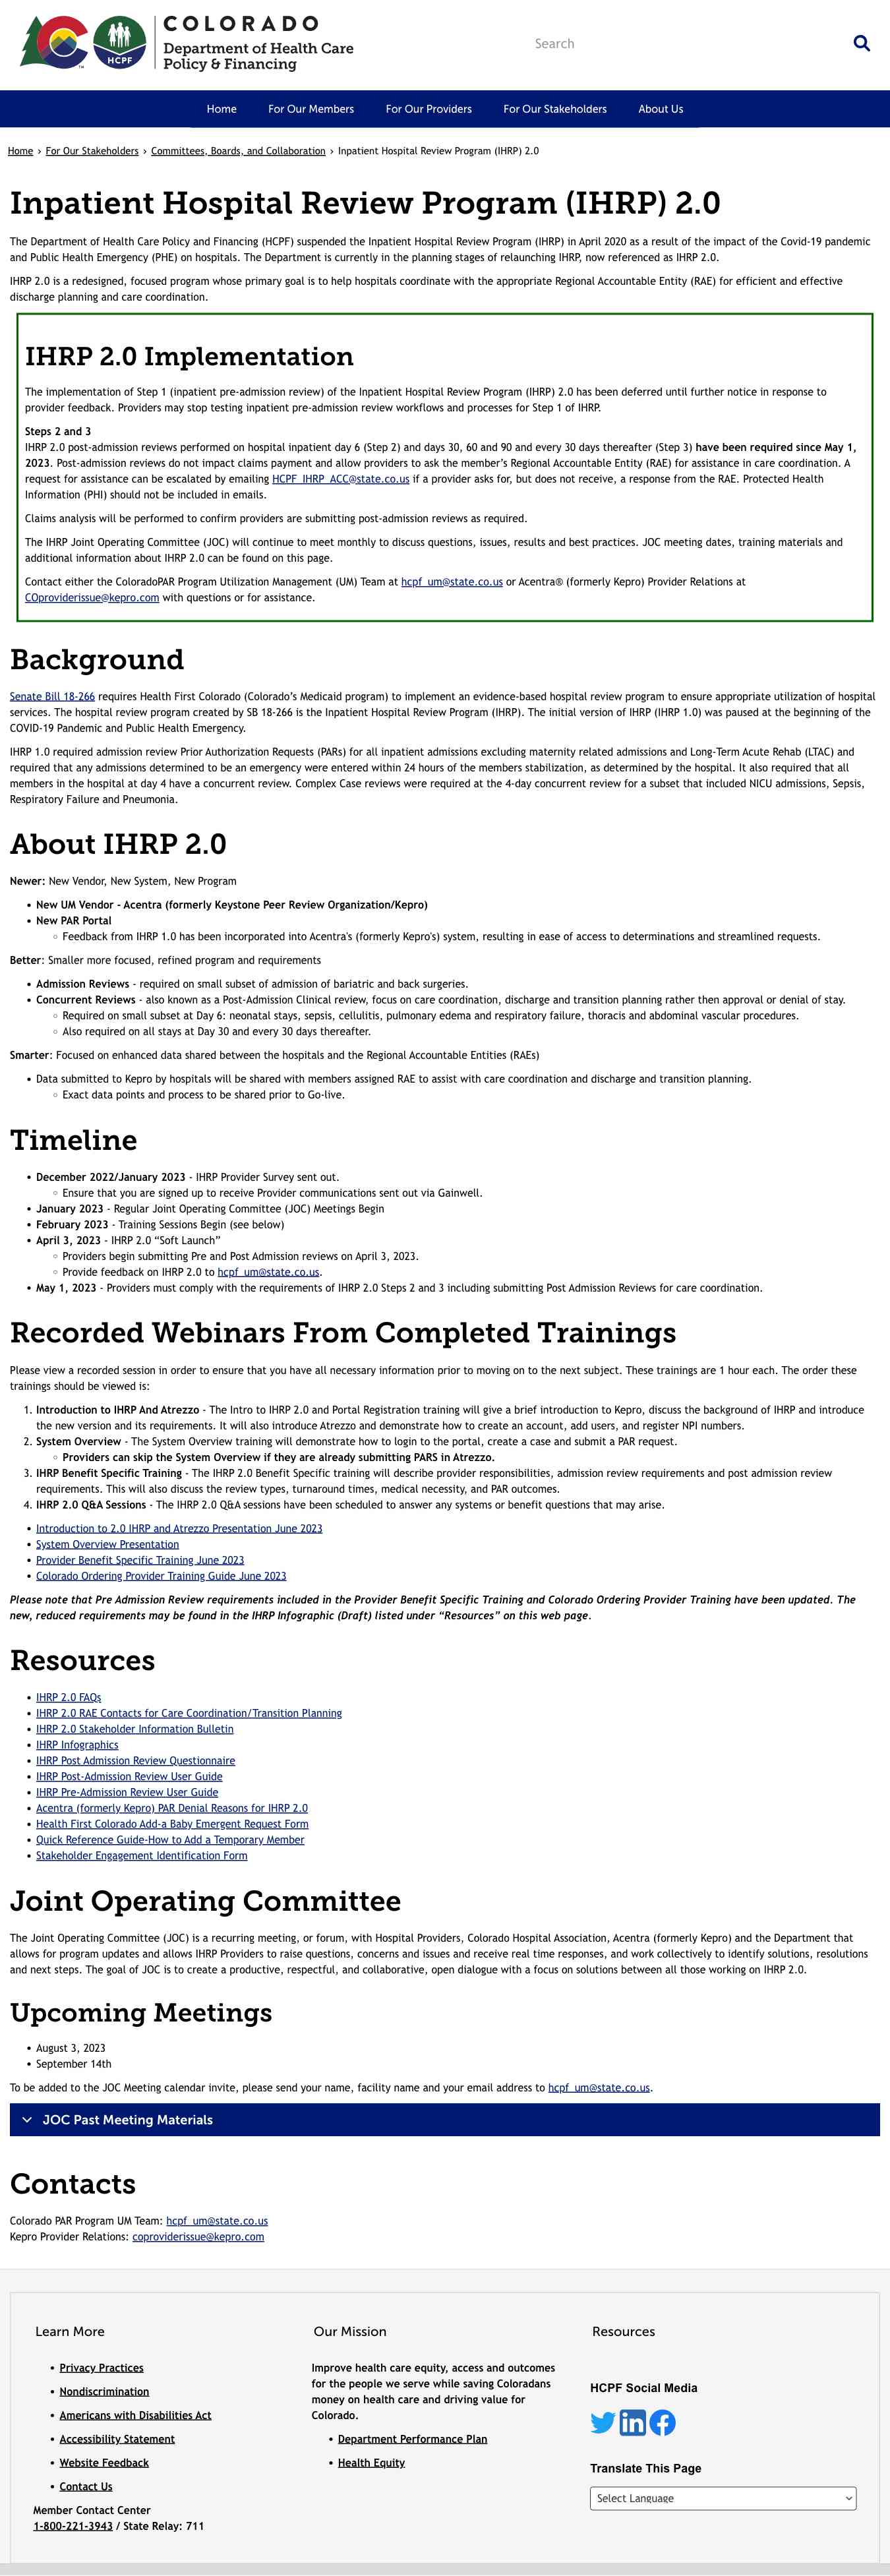 COLORADO
Department of Health Care
Policy & Financing
HCPF
TM
Search
Home
For Our Members
For Our Providers
For Our Stakeholders
About Us
Home › For Our Stakeholders › Committees, Boards, and Collaboration › Inpatient Hospital Review Program (IHRP) 2.0
Inpatient Hospital Review Program (IHRP) 2.0
The Department of Health Care Policy and Financing (HCPF) suspended the Inpatient Hospital Review Program (IHRP) in April 2020 as a result of the impact of the Covid-19 pandemic
and Public Health Emergency (PHE) on hospitals. The Department is currently in the planning stages of relaunching IHRP, now referenced as IHRP 2.0.
IHRP 2.0 is a redesigned, focused program whose primary goal is to help hospitals coordinate with the appropriate Regional Accountable Entity (RAE) for efficient and effective
discharge planning and care coordination.
IHRP 2.0 Implementation
The implementation of Step 1 (inpatient pre-admission review) of the Inpatient Hospital Review Program (IHRP) 2.0 has been deferred until further notice in response to
provider feedback. Providers may stop testing inpatient pre-admission review workflows and processes for Step 1 of IHRP.
Steps 2 and 3
IHRP 2.0 post-admission reviews performed on hospital inpatient day 6 (Step 2) and days 30, 60 and 90 and every 30 days thereafter (Step 3) have been required since May 1,
2023. Post-admission reviews do not impact claims payment and allow providers to ask the member's Regional Accountable Entity (RAE) for assistance in care coordination. A
request for assistance can be escalated by emailing HCPF_IHRP_ACC@state.co.us if a provider asks for, but does not receive, a response from the RAE. Protected Health
Information (PHI) should not be included in emails.
Claims analysis will be performed to confirm providers are submitting post-admission reviews as required.
The IHRP Joint Operating Committee (JOC) will continue to meet monthly to discuss questions, issues, results and best practices. JOC meeting dates, training materials and
additional information about IHRP 2.0 can be found on this page.
Contact either the ColoradoPAR Program Utilization Management (UM) Team at hcpf_um@state.co.us or Acentra® (formerly Kepro) Provider Relations at
COproviderissue@kepro.com with questions or for assistance.
Background
Senate Bill 18-266 requires Health First Colorado (Colorado's Medicaid program) to implement an evidence-based hospital review program to ensure appropriate utilization of hospital
services. The hospital review program created by SB 18-266 is the Inpatient Hospital Review Program (IHRP). The initial version of IHRP (IHRP 1.0) was paused at the beginning of the
COVID-19 Pandemic and Public Health Emergency.
IHRP 1.0 required admission review Prior Authorization Requests (PARs) for all inpatient admissions excluding maternity related admissions and Long-Term Acute Rehab (LTAC) and
required that any admissions determined to be an emergency were entered within 24 hours of the members stabilization, as determined by the hospital. It also required that all
members in the hospital at day 4 have a concurrent review. Complex Case reviews were required at the 4-day concurrent review for a subset that included NICU admissions, Sepsis,
Respiratory Failure and Pneumonia.
About IHRP 2.0
Newer: New Vendor, New System, New Program
• New UM Vendor - Acentra (formerly Keystone Peer Review Organization/Kepro)
• New PAR Portal
○ Feedback from IHRP 1.0 has been incorporated into Acentra's (formerly Kepro's) system, resulting in ease of access to determinations and streamlined requests.
Better: Smaller more focused, refined program and requirements
• Admission Reviews - required on small subset of admission of bariatric and back surgeries.
• Concurrent Reviews - also known as a Post-Admission Clinical review, focus on care coordination, discharge and transition planning rather then approval or denial of stay.
○ Required on small subset at Day 6: neonatal stays, sepsis, cellulitis, pulmonary edema and respiratory failure, thoracis and abdominal vascular procedures.
○ Also required on all stays at Day 30 and every 30 days thereafter.
Smarter: Focused on enhanced data shared between the hospitals and the Regional Accountable Entities (RAEs)
• Data submitted to Kepro by hospitals will be shared with members assigned RAE to assist with care coordination and discharge and transition planning.
○ Exact data points and process to be shared prior to Go-live.
Timeline
• December 2022/January 2023 - IHRP Provider Survey sent out.
○ Ensure that you are signed up to receive Provider communications sent out via Gainwell.
• January 2023 - Regular Joint Operating Committee (JOC) Meetings Begin
• February 2023 - Training Sessions Begin (see below)
• April 3, 2023 - IHRP 2.0 “Soft Launch”
○ Providers begin submitting Pre and Post Admission reviews on April 3, 2023.
○ Provide feedback on IHRP 2.0 to hcpf_um@state.co.us.
• May 1, 2023 - Providers must comply with the requirements of IHRP 2.0 Steps 2 and 3 including submitting Post Admission Reviews for care coordination.
Recorded Webinars From Completed Trainings
Please view a recorded session in order to ensure that you have all necessary information prior to moving on to the next subject. These trainings are 1 hour each. The order these
trainings should be viewed is:
1. Introduction to IHRP And Atrezzo - The Intro to IHRP 2.0 and Portal Registration training will give a brief introduction to Kepro, discuss the background of IHRP and introduce
the new version and its requirements. It will also introduce Atrezzo and demonstrate how to create an account, add users, and register NPI numbers.
2. System Overview - The System Overview training will demonstrate how to login to the portal, create a case and submit a PAR request.
○ Providers can skip the System Overview if they are already submitting PARS in Atrezzo.
3. IHRP Benefit Specific Training - The IHRP 2.0 Benefit Specific training will describe provider responsibilities, admission review requirements and post admission review
requirements. This will also discuss the review types, turnaround times, medical necessity, and PAR outcomes.
4. IHRP 2.0 Q&A Sessions - The IHRP 2.0 Q&A sessions have been scheduled to answer any systems or benefit questions that may arise.
• Introduction to 2.0 IHRP and Atrezzo Presentation June 2023
• System Overview Presentation
• Provider Benefit Specific Training June 2023
• Colorado Ordering Provider Training Guide June 2023
Please note that Pre Admission Review requirements included in the Provider Benefit Specific Training and Colorado Ordering Provider Training have been updated. The
new, reduced requirements may be found in the IHRP Infographic (Draft) listed under “Resources” on this web page.
Resources
• IHRP 2.0 FAQs
• IHRP 2.0 RAE Contacts for Care Coordination/Transition Planning
• IHRP 2.0 Stakeholder Information Bulletin
• IHRP Infographics
• IHRP Post Admission Review Questionnaire
• IHRP Post-Admission Review User Guide
• IHRP Pre-Admission Review User Guide
• Acentra (formerly Kepro) PAR Denial Reasons for IHRP 2.0
• Health First Colorado Add-a Baby Emergent Request Form
• Quick Reference Guide-How to Add a Temporary Member
• Stakeholder Engagement Identification Form
Joint Operating Committee
The Joint Operating Committee (JOC) is a recurring meeting, or forum, with Hospital Providers, Colorado Hospital Association, Acentra (formerly Kepro) and the Department that
allows for program updates and allows IHRP Providers to raise questions, concerns and issues and receive real time responses, and work collectively to identify solutions, resolutions
and next steps. The goal of JOC is to create a productive, respectful, and collaborative, open dialogue with a focus on solutions between all those working on IHRP 2.0.
Upcoming Meetings
• August 3, 2023
• September 14th
To be added to the JOC Meeting calendar invite, please send your name, facility name and your email address to hcpf_um@state.co.us.
JOC Past Meeting Materials
Contacts
Colorado PAR Program UM Team: hcpf_um@state.co.us
Kepro Provider Relations: coproviderissue@kepro.com
Learn More
• Privacy Practices
• Nondiscrimination
• Americans with Disabilities Act
• Accessibility Statement
• Website Feedback
• Contact Us
Member Contact Center
1-800-221-3943 / State Relay: 711
Our Mission
Improve health care equity, access and outcomes
for the people we serve while saving Coloradans
money on health care and driving value for
Colorado.
• Department Performance Plan
• Health Equity
Resources
HCPF Social Media
Translate This Page
Select Language